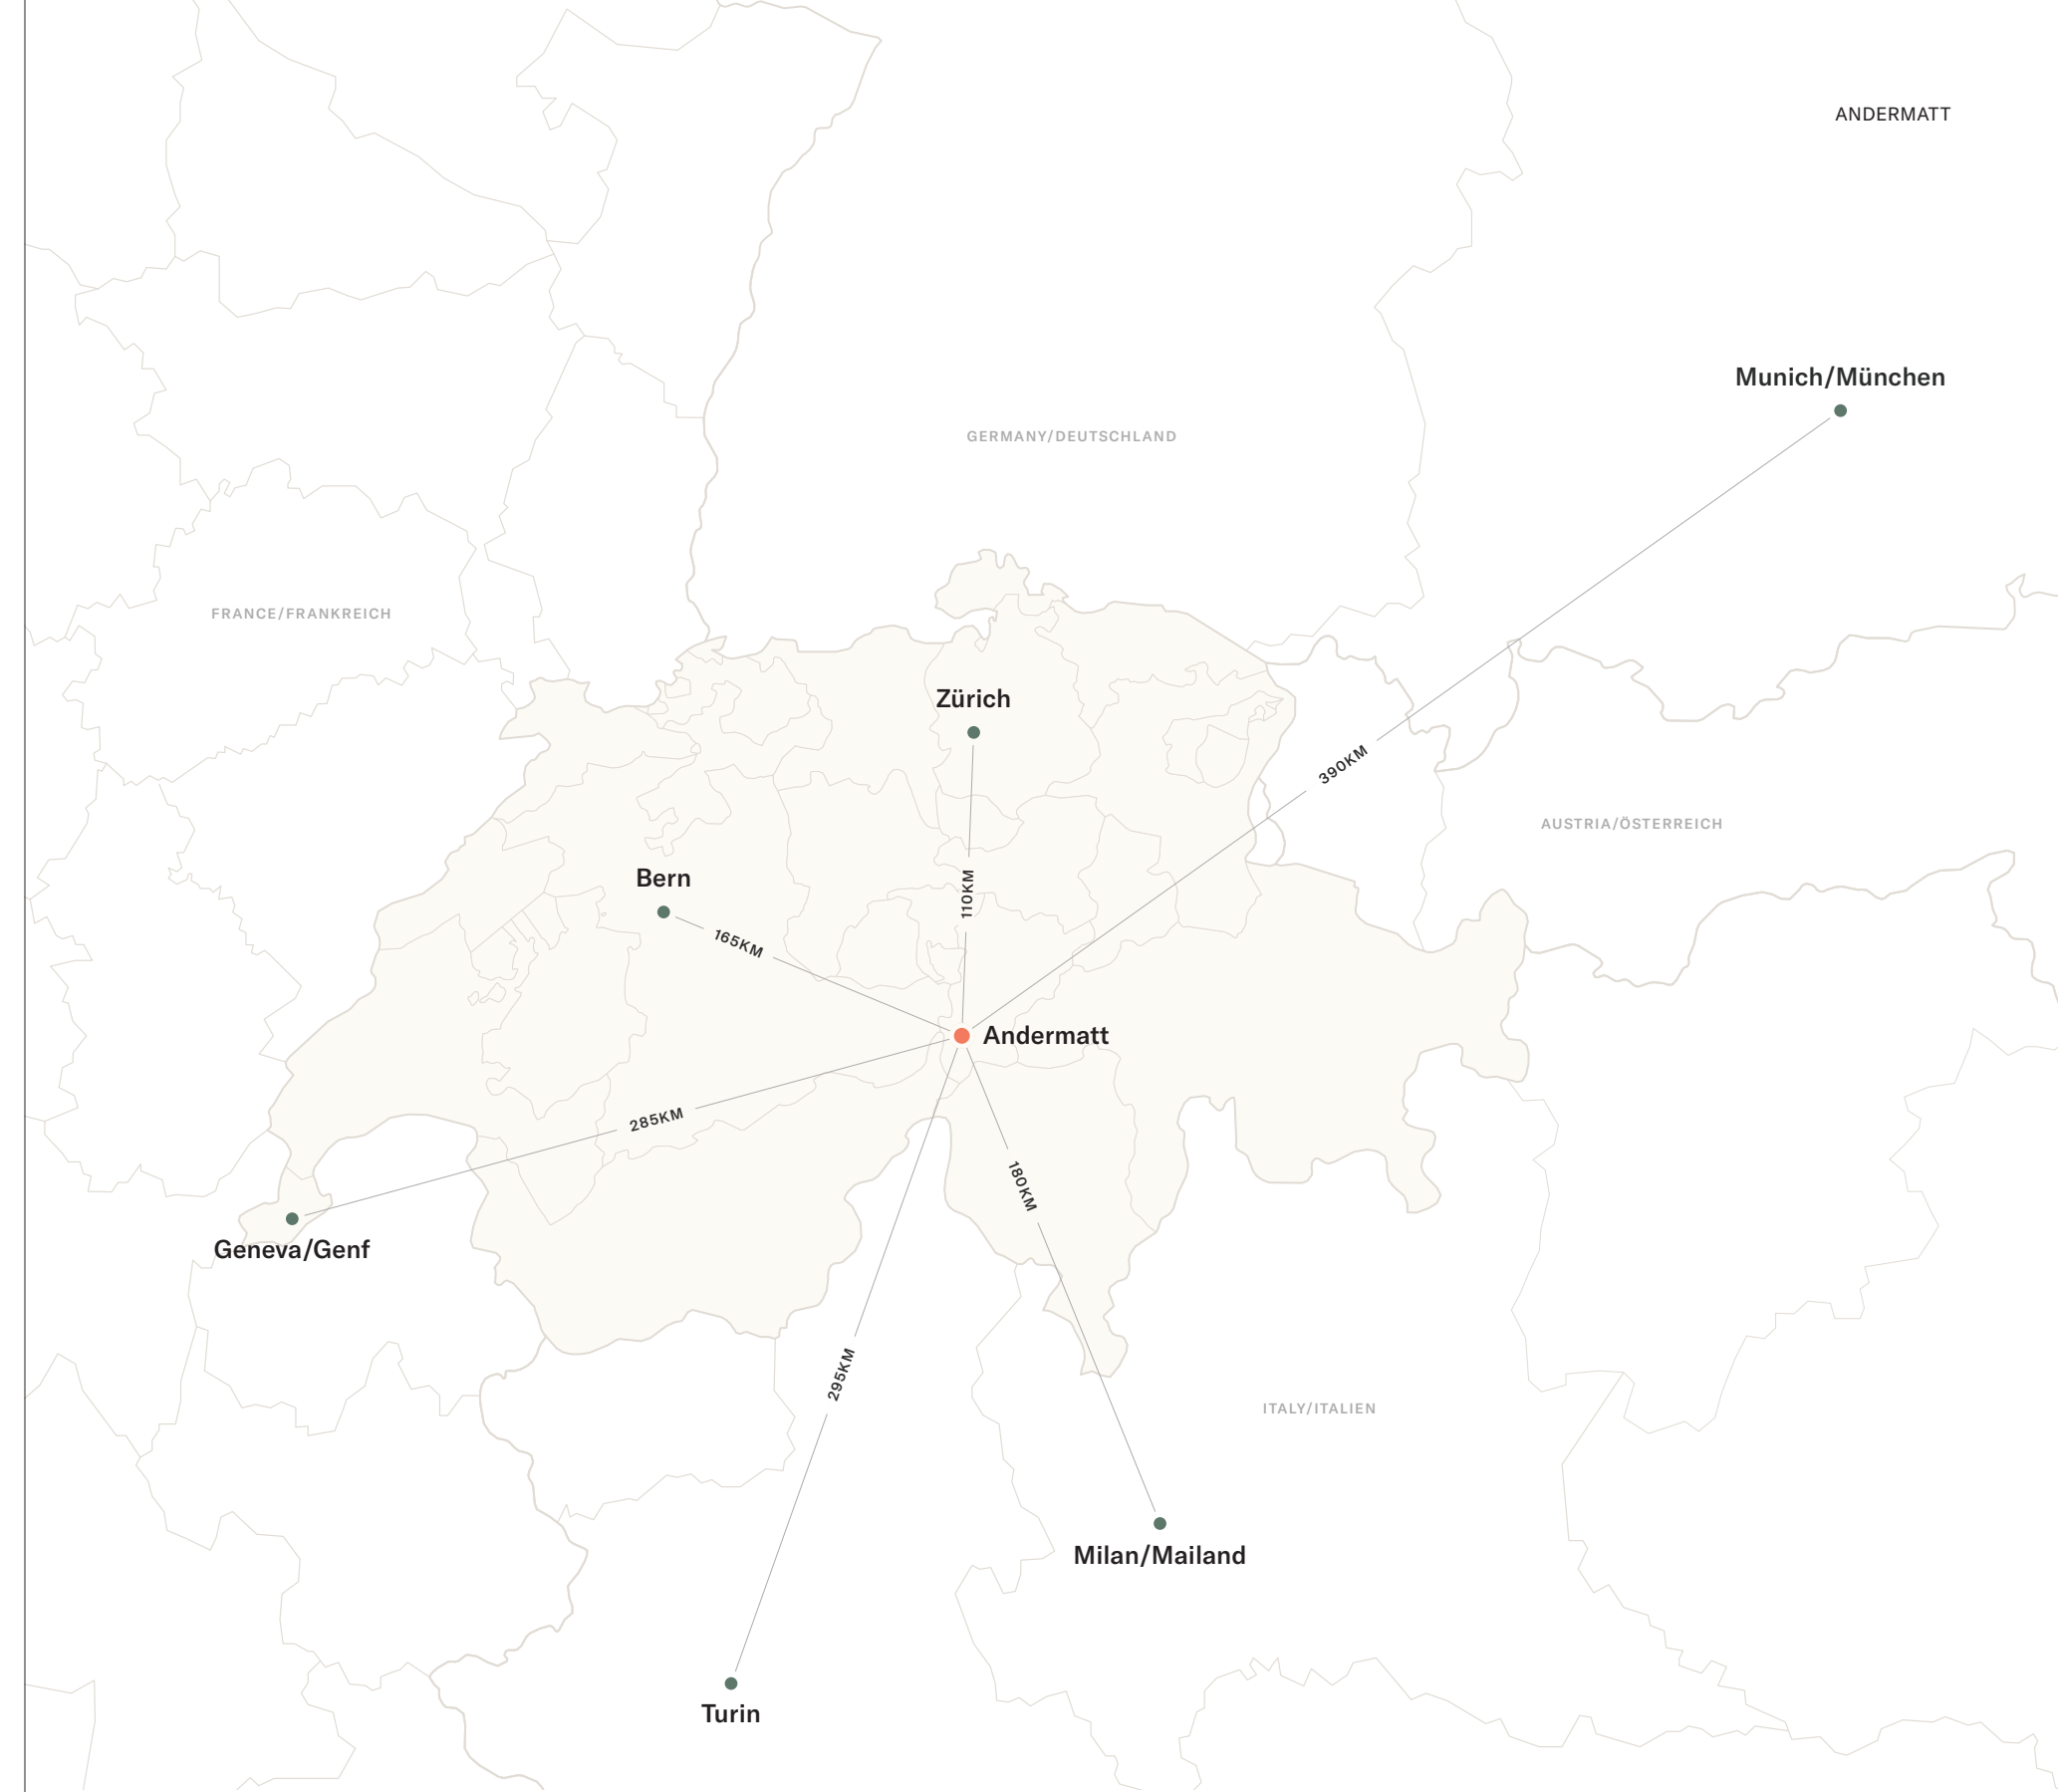 ANDERMATT
Munich/München
GERMANY/DEUTSCHLAND
FRANCE/FRANKREICH
Zürich
390KM
AUSTRIA/ÖSTERREICH
Bern
110KM
165KM
Andermatt
285KM
180KM
Geneva/Genf
295KM
ITALY/ITALIEN
Milan/Mailand
Turin